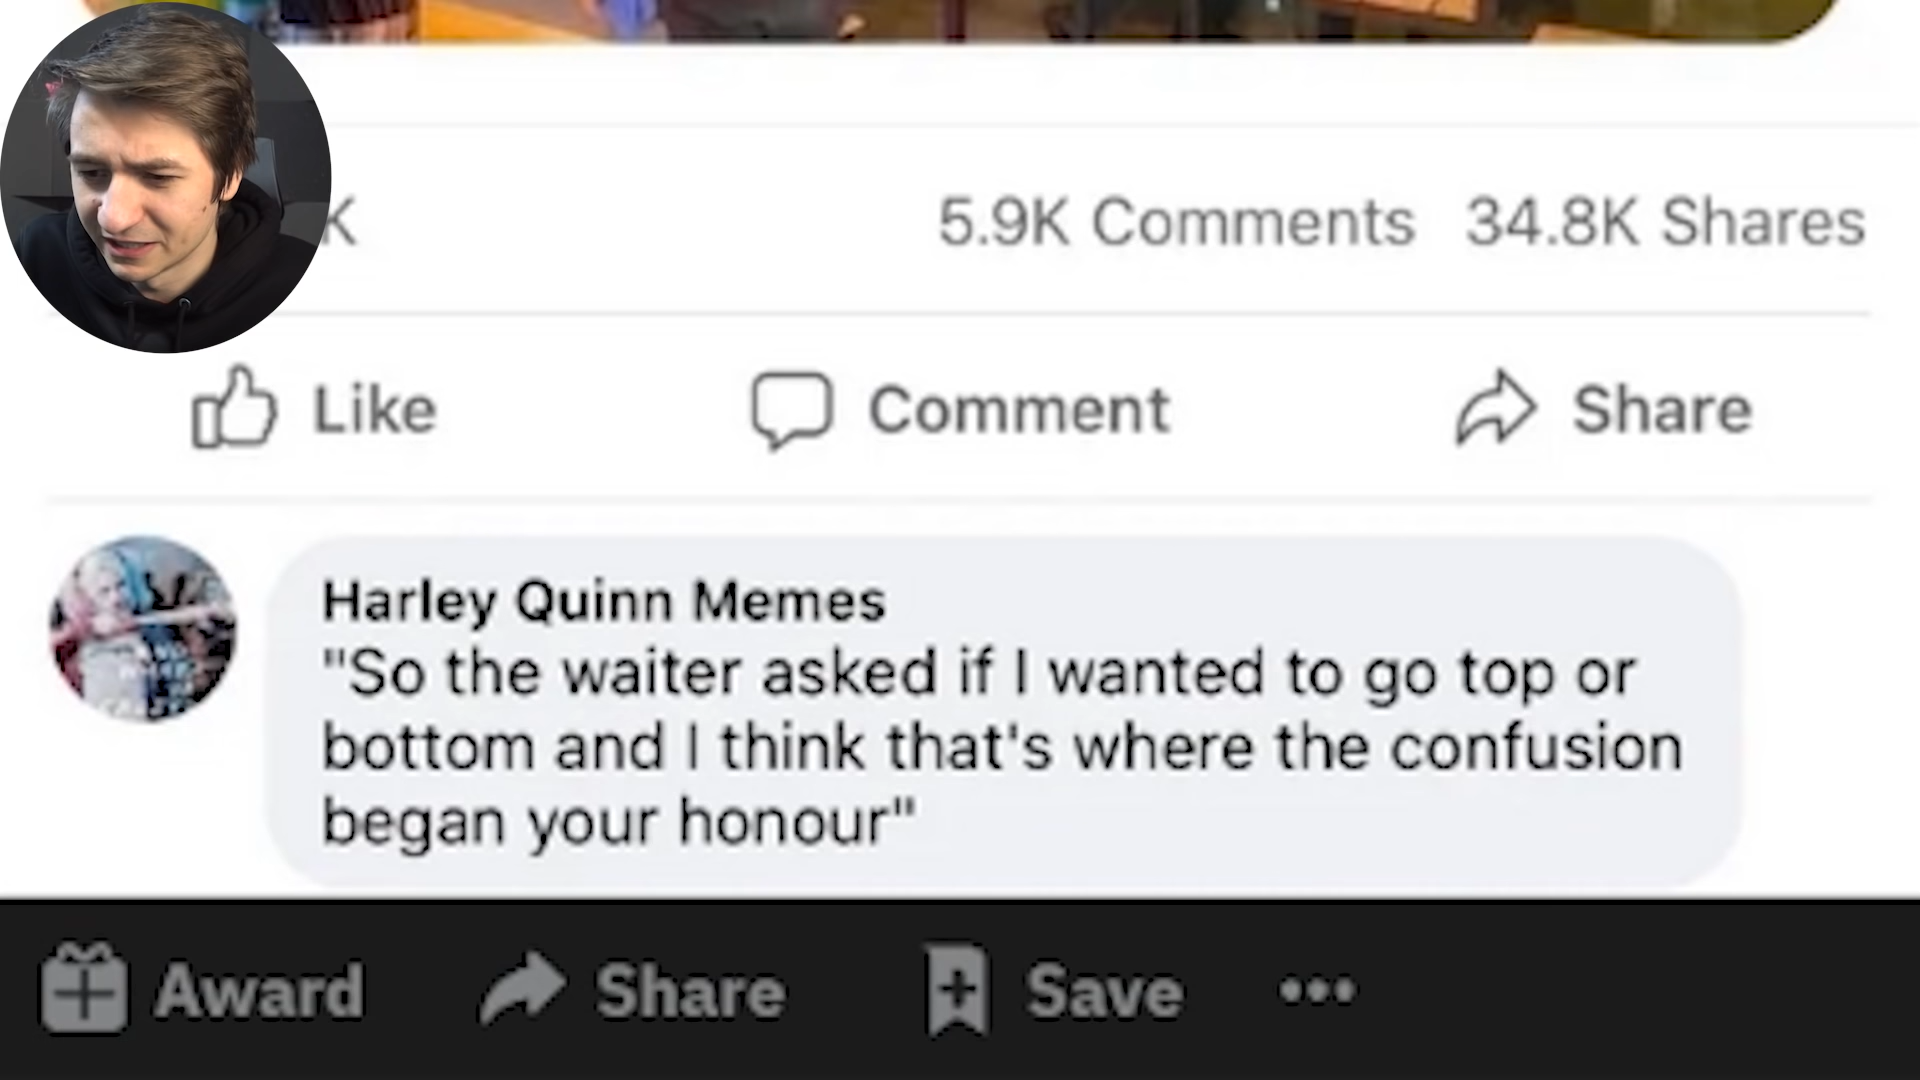 K
5.9K Comments 34.8K Shares
Like Comment Share
Harley Quinn Memes
"So the waiter asked if I wanted to go top or
bottom and I think that's where the confusion
began your honour"
Award Share Save